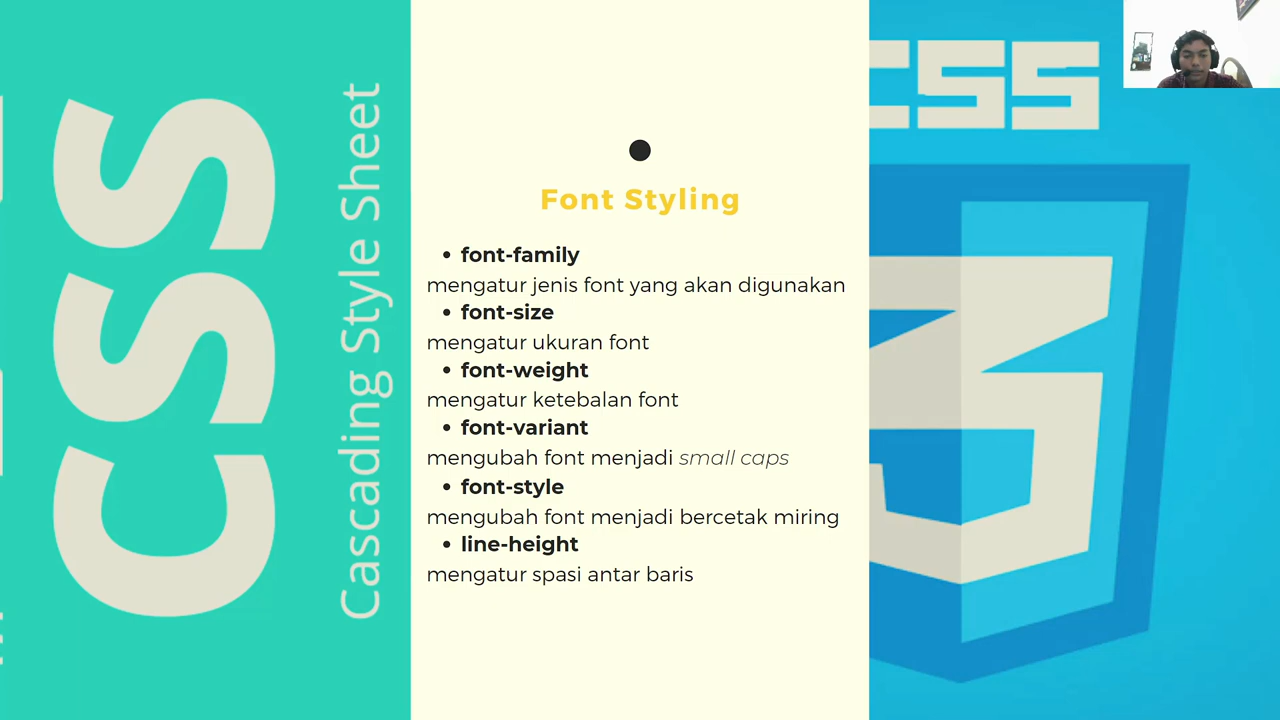 CSS
Cascading Style Sheet
Font Styling
• font-family
mengatur jenis font yang akan digunakan
• font-size
mengatur ukuran font
• font-weight
mengatur ketebalan font
• font-variant
mengubah font menjadi small caps
• font-style
mengubah font menjadi bercetak miring
• line-height
mengatur spasi antar baris
CSS
3